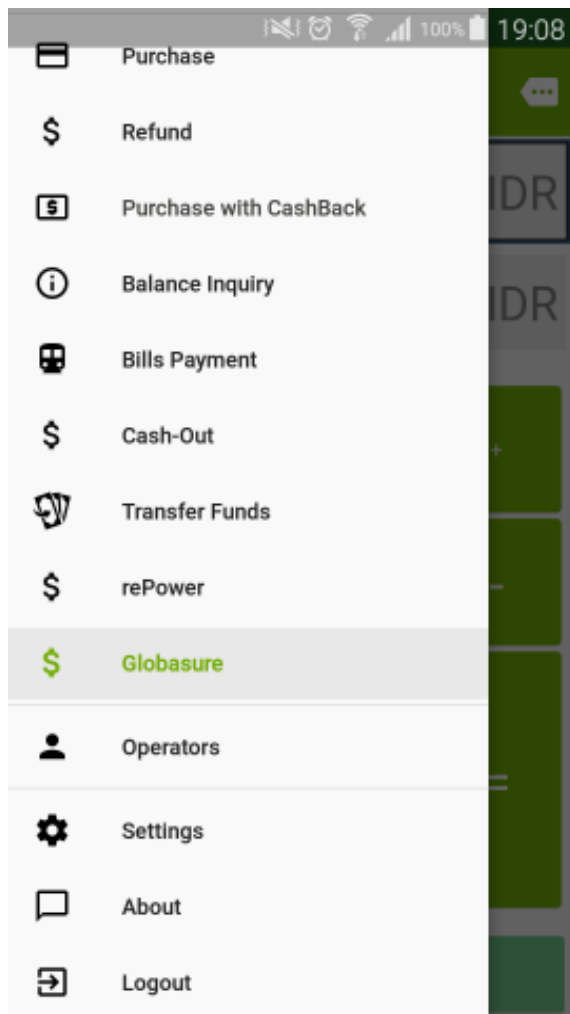 100% 19:08
Purchase
Refund
IDR
Purchase with CashBack
Balance Inquiry
IDR
Bills Payment
Cash-Out
+
Transfer Funds
rePower
-
Globasure
Operators
=
Settings
About
Logout